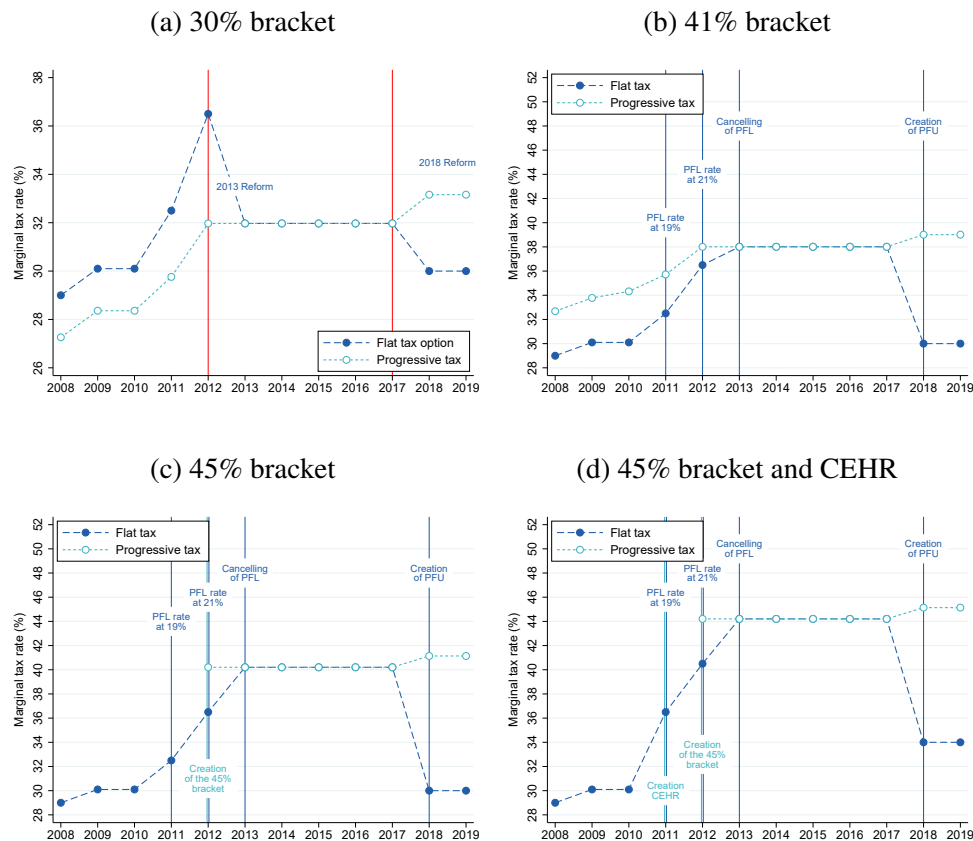 (a) 30% bracket
Marginal tax rate (%)
38
36
34
32
30
28
26
2013 Reform
2018 Reform
Flat tax option
Progressive tax
2008 2009 2010 2011 2012 2013 2014 2015 2016 2017 2018 2019
(b) 41% bracket
Marginal tax rate (%)
52
50
48
46
44
42
40
38
36
34
32
30
28
Flat tax
Progressive tax
PFL rate
at 19%
PFL rate
at 21%
Cancelling
of PFL
Creation
of PFU
2008 2009 2010 2011 2012 2013 2014 2015 2016 2017 2018 2019
(c) 45% bracket
Marginal tax rate (%)
52
50
48
46
44
42
40
38
36
34
32
30
28
Flat tax
Progressive tax
PFL rate
at 19%
PFL rate
at 21%
Cancelling
of PFL
Creation
of PFU
Creation
of the 45%
bracket
2008 2009 2010 2011 2012 2013 2014 2015 2016 2017 2018 2019
(d) 45% bracket and CEHR
Marginal tax rate (%)
52
50
48
46
44
42
40
38
36
34
32
30
28
Flat tax
Progressive tax
PFL rate
at 19%
PFL rate
at 21%
Cancelling
of PFL
Creation
of PFU
Creation
of the 45%
bracket
Creation
CEHR
2008 2009 2010 2011 2012 2013 2014 2015 2016 2017 2018 2019